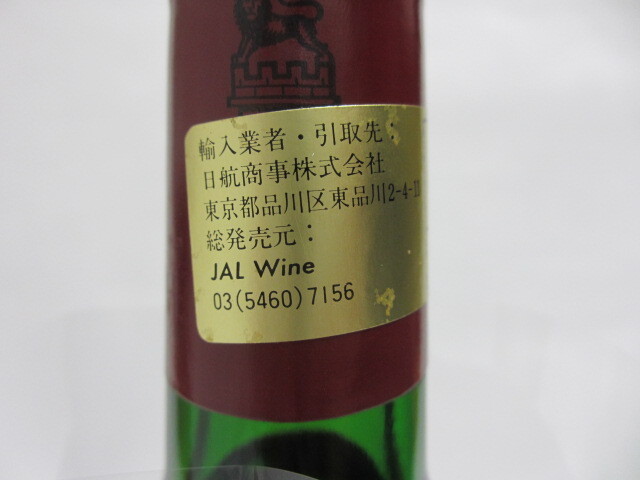 輸入業者・引取先：
日航商事株式会社
東京都品川区東品川2-4-11
総発売元：
JAL Wine
03(5460)7156